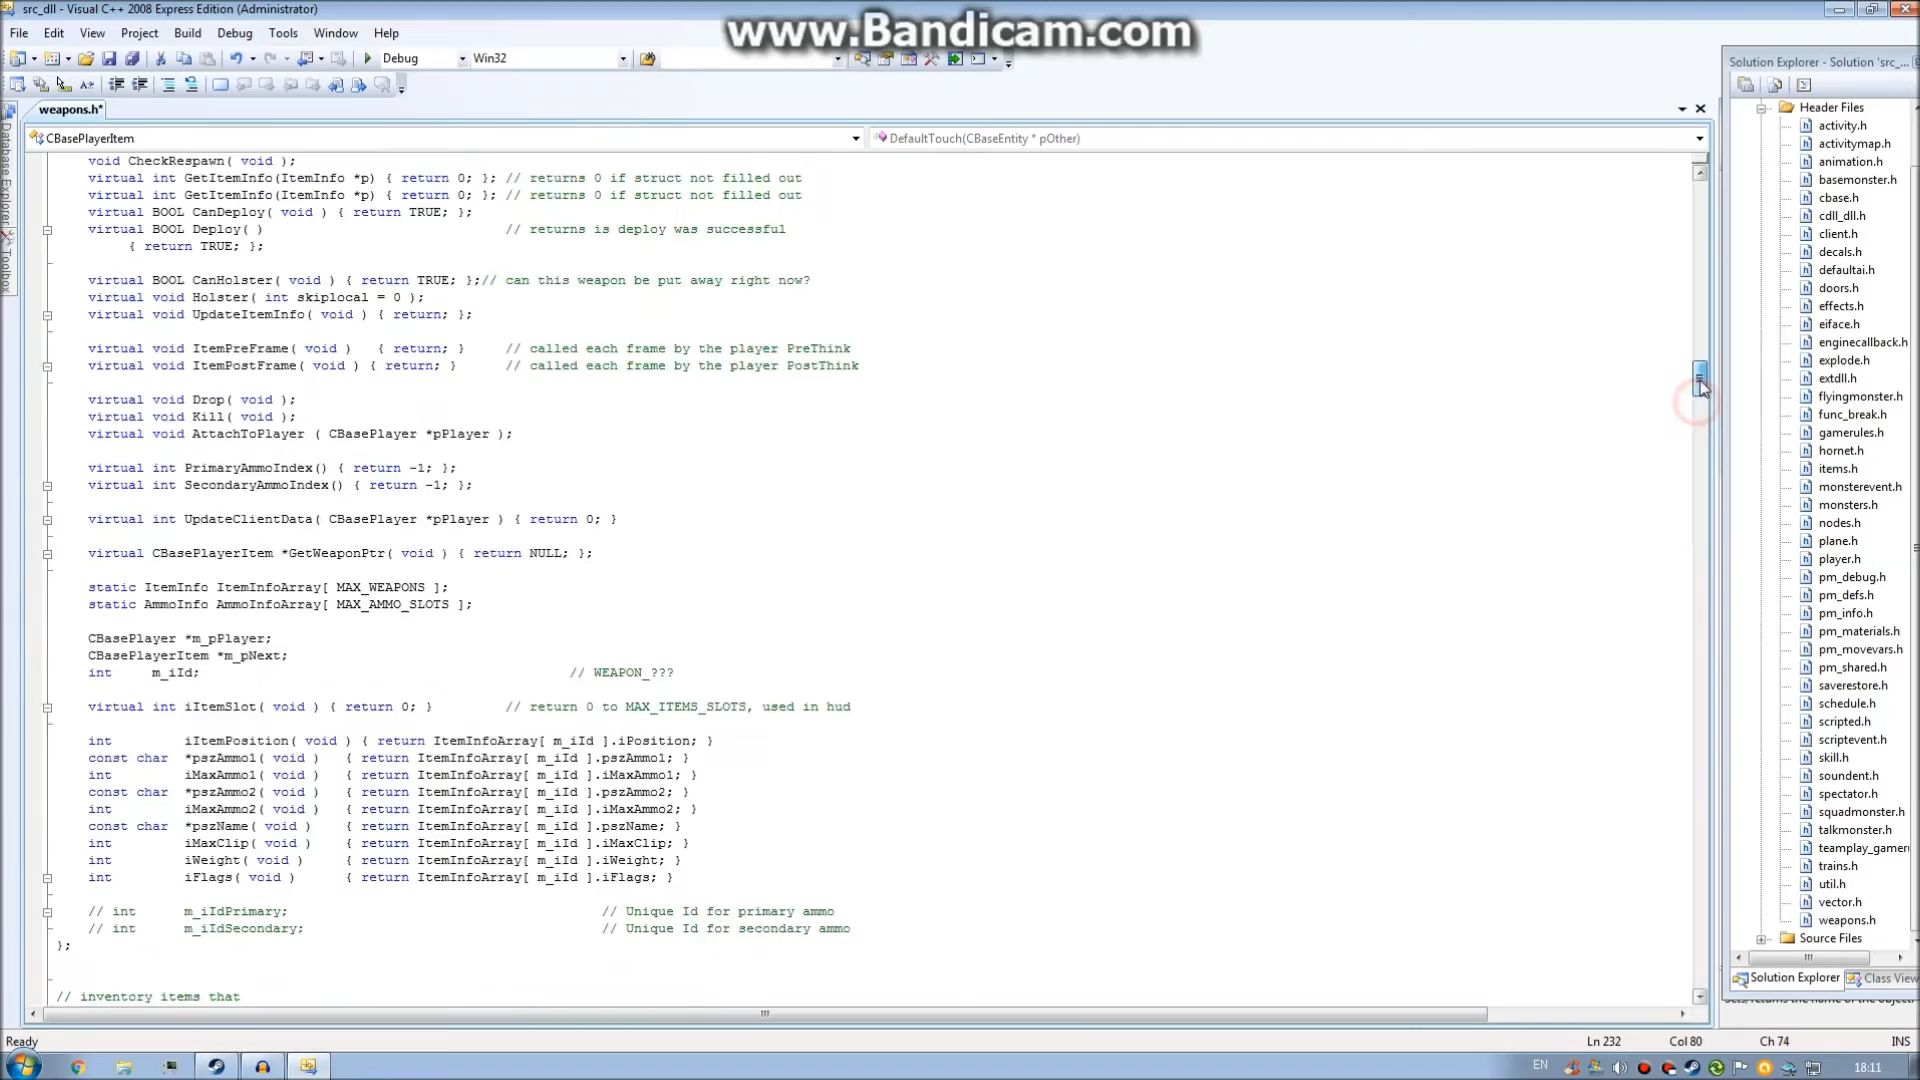 src_dll - Visual C++ 2008 Express Edition (Administrator)
www.Bandicam.com
File Edit View Project Build Debug Tools Window Help
Debug Win32
weapons.h*
CBasePlayerItem
DefaultTouch(CBaseEntity * pOther)
Database Explorer
Toolbox
void CheckRespawn( void );
virtual int GetItemInfo(ItemInfo *p) { return 0; }; // returns 0 if struct not filled out
virtual int GetItemInfo(ItemInfo *p) { return 0; }; // returns 0 if struct not filled out
virtual BOOL CanDeploy( void ) { return TRUE; };
virtual BOOL Deploy( ) // returns is deploy was successful
{ return TRUE; };
virtual BOOL CanHolster( void ) { return TRUE; };// can this weapon be put away right now?
virtual void Holster( int skiplocal = 0 );
virtual void UpdateItemInfo( void ) { return; };
virtual void ItemPreFrame( void ) { return; } // called each frame by the player PreThink
virtual void ItemPostFrame( void ) { return; } // called each frame by the player PostThink
virtual void Drop( void );
virtual void Kill( void );
virtual void AttachToPlayer ( CBasePlayer *pPlayer );
virtual int PrimaryAmmoIndex() { return -1; };
virtual int SecondaryAmmoIndex() { return -1; };
virtual int UpdateClientData( CBasePlayer *pPlayer ) { return 0; }
virtual CBasePlayerItem *GetWeaponPtr( void ) { return NULL; };
static ItemInfo ItemInfoArray[ MAX_WEAPONS ];
static AmmoInfo AmmoInfoArray[ MAX_AMMO_SLOTS ];
CBasePlayer *m_pPlayer;
CBasePlayerItem *m_pNext;
int m_iId; // WEAPON_???
virtual int iItemSlot( void ) { return 0; } // return 0 to MAX_ITEMS_SLOTS, used in hud
int iItemPosition( void ) { return ItemInfoArray[ m_iId ].iPosition; }
const char *pszAmmo1( void ) { return ItemInfoArray[ m_iId ].pszAmmo1; }
int iMaxAmmo1( void ) { return ItemInfoArray[ m_iId ].iMaxAmmo1; }
const char *pszAmmo2( void ) { return ItemInfoArray[ m_iId ].pszAmmo2; }
int iMaxAmmo2( void ) { return ItemInfoArray[ m_iId ].iMaxAmmo2; }
const char *pszName( void ) { return ItemInfoArray[ m_iId ].pszName; }
int iMaxClip( void ) { return ItemInfoArray[ m_iId ].iMaxClip; }
int iWeight( void ) { return ItemInfoArray[ m_iId ].iWeight; }
int iFlags( void ) { return ItemInfoArray[ m_iId ].iFlags; }
// int m_iIdPrimary; // Unique Id for primary ammo
// int m_iIdSecondary; // Unique Id for secondary ammo
};
// inventory items that
Solution Explorer - Solution 'src_
Header Files
activity.h
activitymap.h
animation.h
basemonster.h
cbase.h
cdll_dll.h
client.h
decals.h
defaultai.h
doors.h
effects.h
eiface.h
enginecallback.h
explode.h
extdll.h
flyingmonster.h
func_break.h
gamerules.h
hornet.h
items.h
monsterevent.h
monsters.h
nodes.h
plane.h
player.h
pm_debug.h
pm_defs.h
pm_info.h
pm_materials.h
pm_movevars.h
pm_shared.h
saverestore.h
schedule.h
scripted.h
scriptevent.h
skill.h
soundent.h
spectator.h
squadmonster.h
talkmonster.h
teamplay_gameru
trains.h
util.h
vector.h
weapons.h
Source Files
Solution Explorer Class View
Ready Ln 232 Col 80 Ch 74 INS
EN 18:11